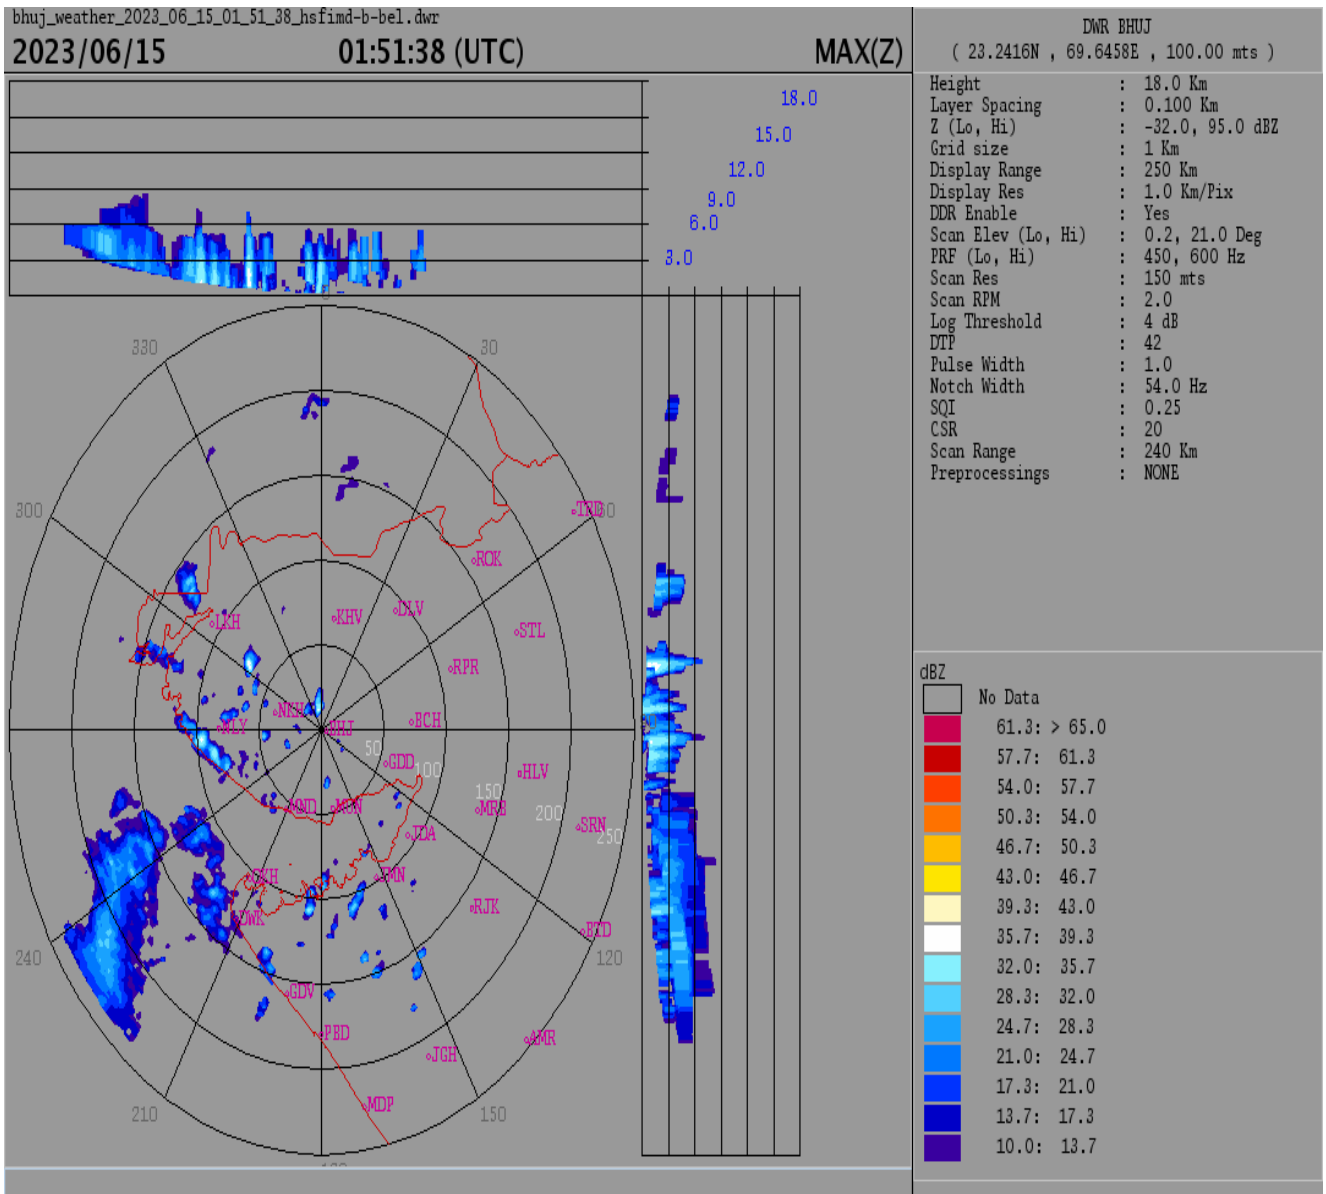 bhuj_weather_2023_06_15_01_51_38_hsfimd-b-bel.dwr
2023/06/15 01:51:38 (UTC) MAX(Z)
18.0
15.0
12.0
9.0
6.0
3.0
0
330
30
300
60
TRD
ROK
LKH
KHV
DLV
STL
RPR
NKH
NLY
BHJ
BCH
50
GDD
100
HLV
150
MND
MUN
MRB
200
SRN
250
JDA
OKH
JMN
DWK
RJK
BTD
240
120
GDV
PBD
AMR
JGH
MDP
210
150
DWR BHUJ
( 23.2416N , 69.6458E , 100.00 mts )
Height : 18.0 Km
Layer Spacing : 0.100 Km
Z (Lo, Hi) : -32.0, 95.0 dBZ
Grid size : 1 Km
Display Range : 250 Km
Display Res : 1.0 Km/Pix
DDR Enable : Yes
Scan Elev (Lo, Hi) : 0.2, 21.0 Deg
PRF (Lo, Hi) : 450, 600 Hz
Scan Res : 150 mts
Scan RPM : 2.0
Log Threshold : 4 dB
DTP : 42
Pulse Width : 1.0
Notch Width : 54.0 Hz
SQI : 0.25
CSR : 20
Scan Range : 240 Km
Preprocessings : NONE
dBZ
No Data
61.3: > 65.0
57.7: 61.3
54.0: 57.7
50.3: 54.0
46.7: 50.3
43.0: 46.7
39.3: 43.0
35.7: 39.3
32.0: 35.7
28.3: 32.0
24.7: 28.3
21.0: 24.7
17.3: 21.0
13.7: 17.3
10.0: 13.7